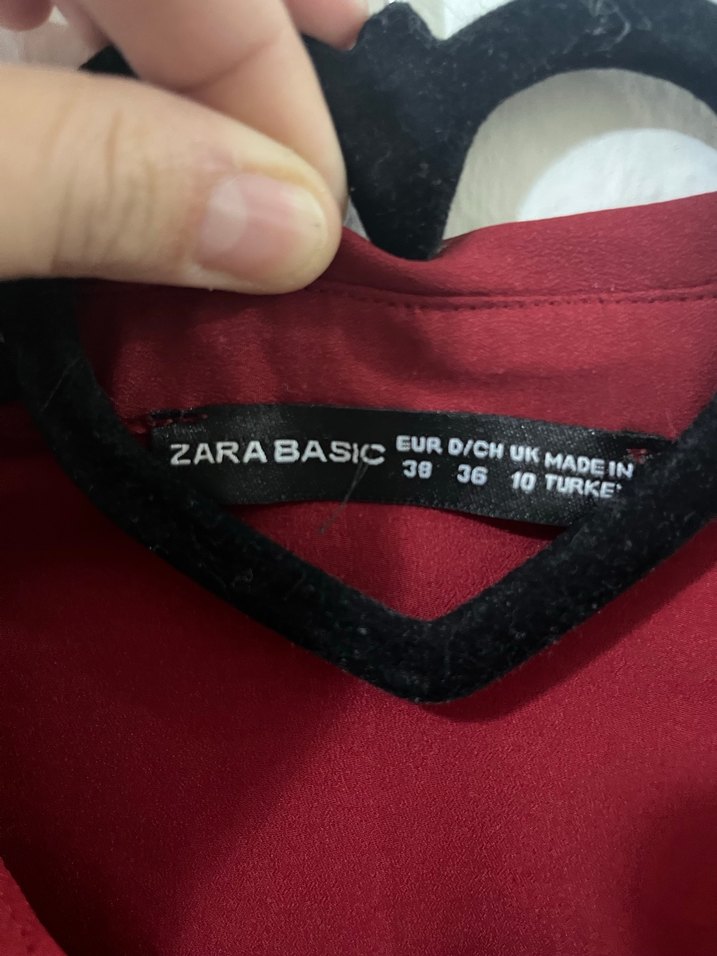 ZARA BASIC
EUR D/CH UK MADE IN
38 36 10